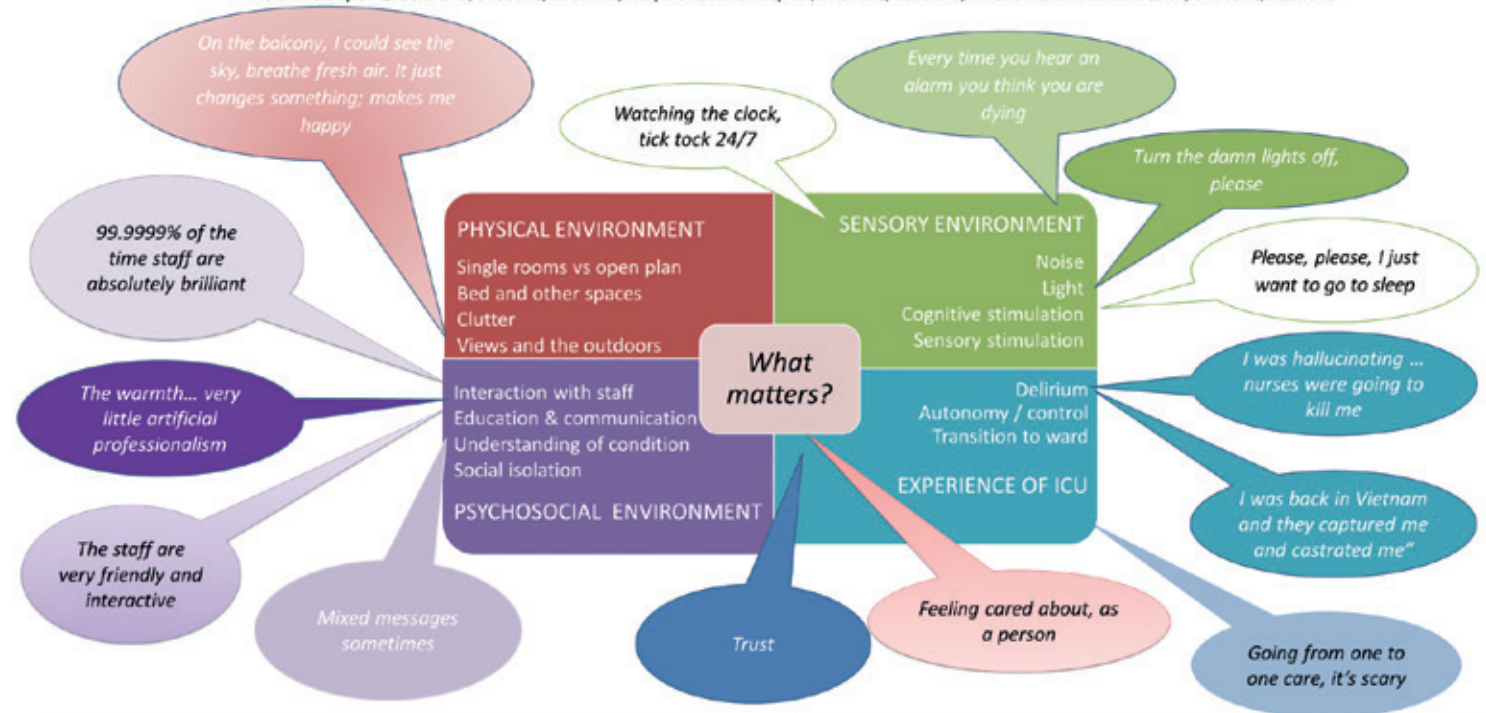 On the balcony, I could see the
sky, breathe fresh air. It just
changes something; makes me
happy
Every time you hear an
alarm you think you are
dying
Watching the clock,
tick tock 24/7
Turn the damn lights off,
please
99.9999% of the
time staff are
absolutely brilliant
Please, please, I just
want to go to sleep
PHYSICAL ENVIRONMENT
Single rooms vs open plan
Bed and other spaces
Clutter
Views and the outdoors
SENSORY ENVIRONMENT
Noise
Light
Cognitive stimulation
Sensory stimulation
What
matters?
The warmth... very
little artificial
professionalism
Interaction with staff
Education & communication
Understanding of condition
Social isolation
PSYCHOSOCIAL ENVIRONMENT
Delirium
Autonomy / control
Transition to ward
EXPERIENCE OF ICU
I was hallucinating ...
nurses were going to
kill me
I was back in Vietnam
and they captured me
and castrated me"
The staff are
very friendly and
interactive
Mixed messages
sometimes
Trust
Feeling cared about, as
a person
Going from one to
one care, it's scary